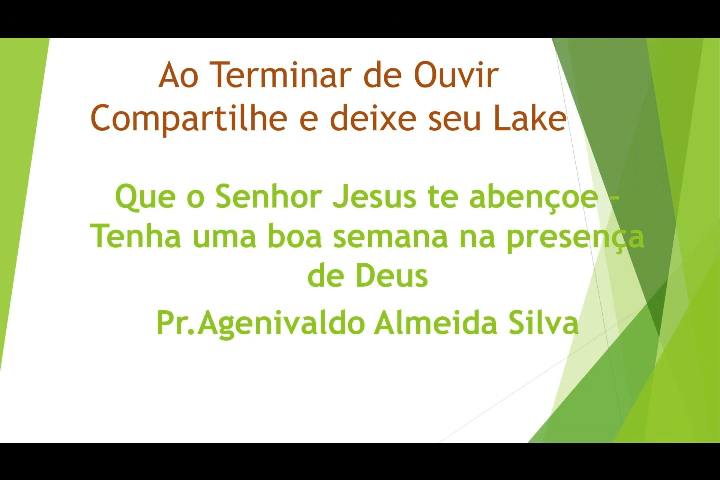 Ao Terminar de Ouvir
Compartilhe e deixe seu Lake
Que o Senhor Jesus te abençoe –
Tenha uma boa semana na presença
de Deus
Pr.Agenivaldo Almeida Silva